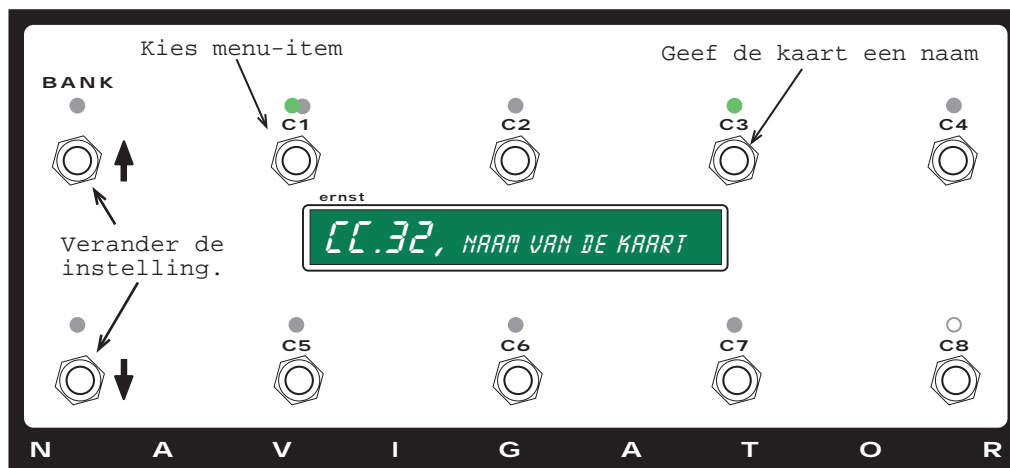 Kies menu-item
Geef de kaart een naam
BANK
C1
C2
C3
C4
ernst
CC.32, NAAM VAN DE KAART
Verander de
instelling.
C5
C6
C7
C8
N A V I G A T O R